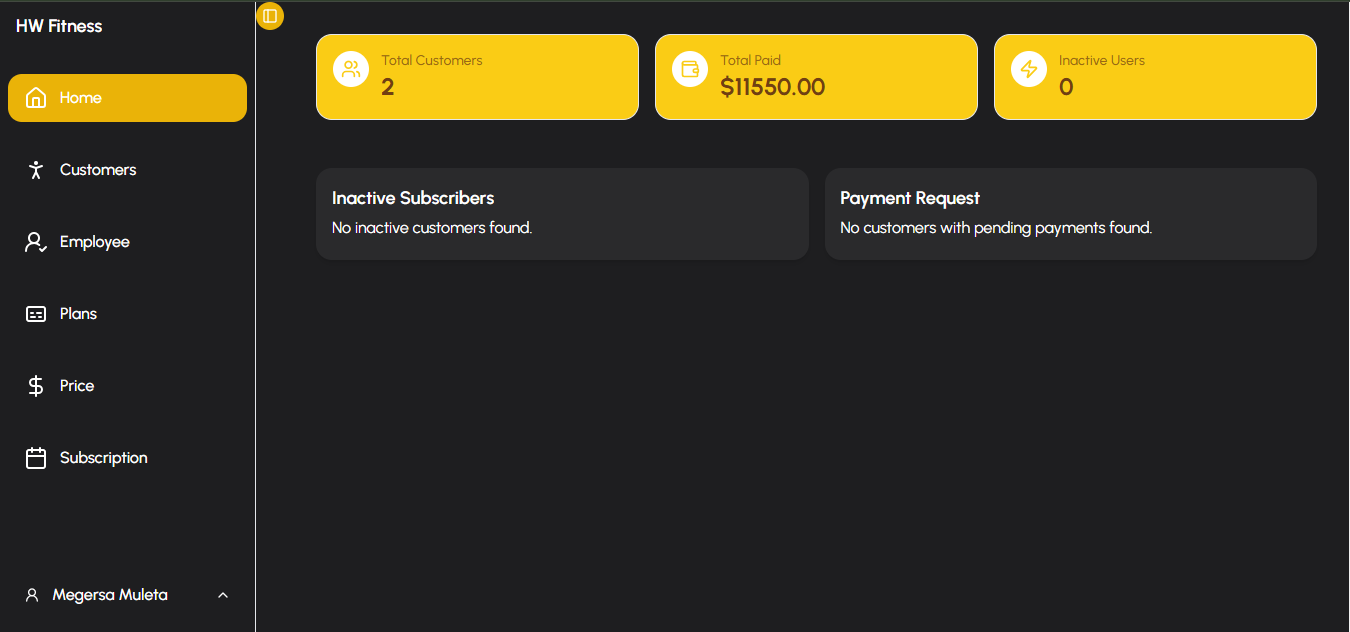 HW Fitness
Home
Customers
Employee
Plans
Price
Subscription
Megersa Muleta
Total Customers
2
Total Paid
$11550.00
Inactive Users
0
Inactive Subscribers
No inactive customers found.
Payment Request
No customers with pending payments found.